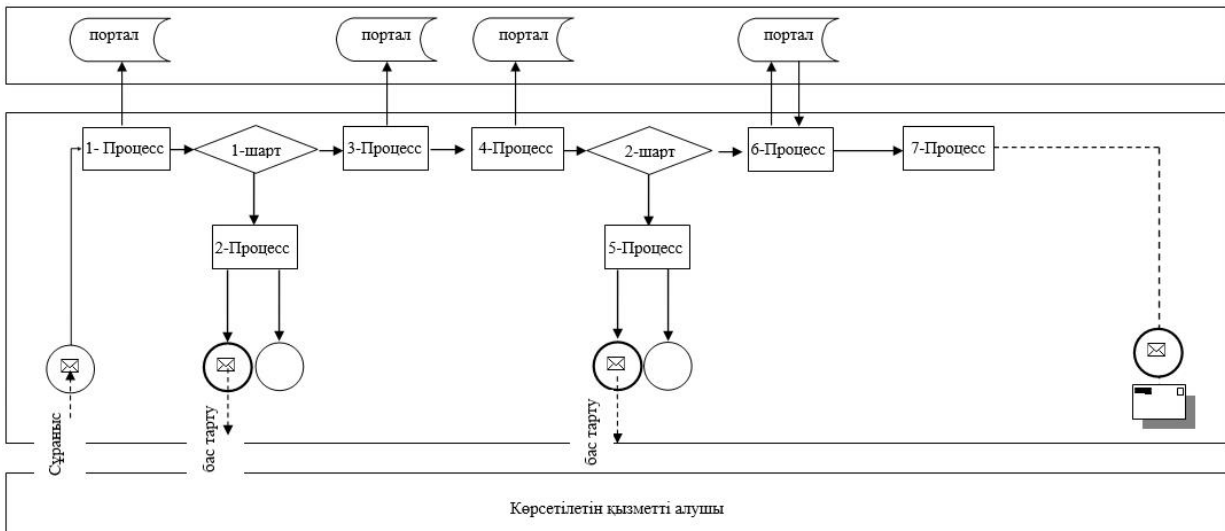 портал
портал
портал
портал
1- Процесс
1-шарт
3-Процесс
4-Процесс
2-шарт
6-Процесс
7-Процесс
2-Процесс
5-Процесс
Сұраныс
бас тарту
бас тарту
Көрсетілетін қызметті алушы